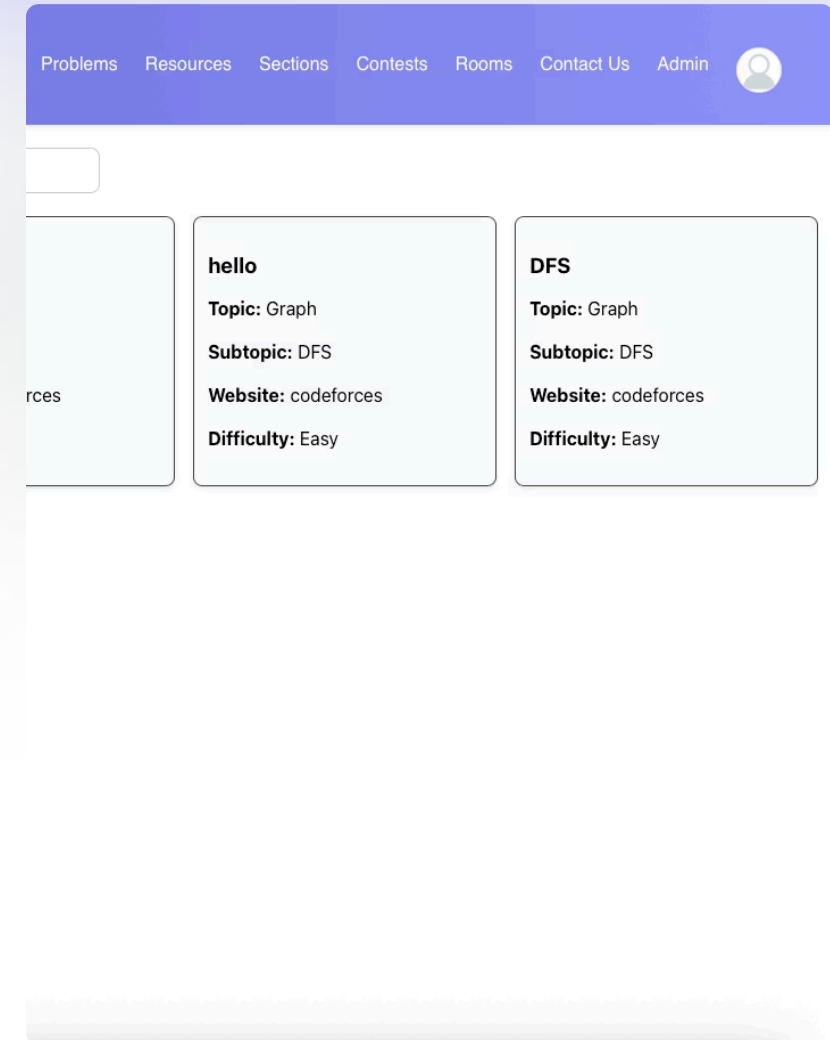 Problems Resources Sections Contests Rooms Contact Us Admin
hello
Topic: Graph
Subtopic: DFS
Website: codeforces
Difficulty: Easy
DFS
Topic: Graph
Subtopic: DFS
Website: codeforces
Difficulty: Easy
rces